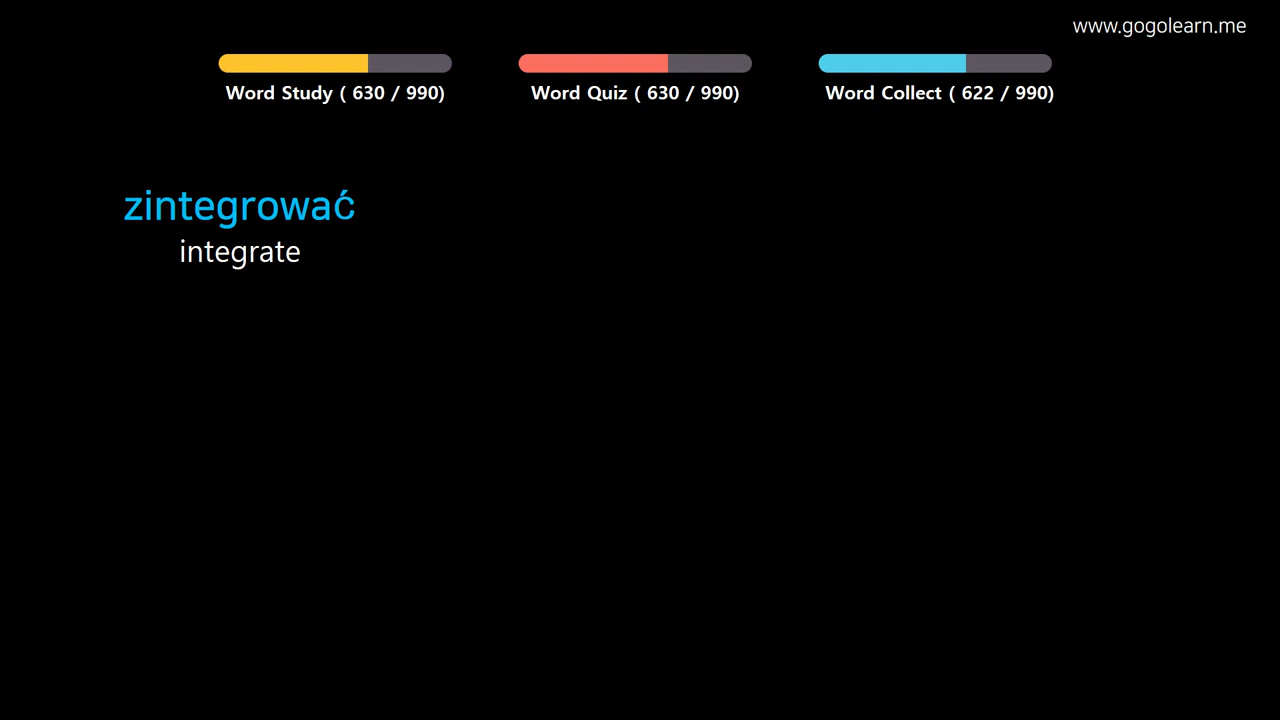 www.gogolearn.me
Word Study ( 630 / 990)
Word Quiz ( 630 / 990)
Word Collect ( 622 / 990)
zintegrować
integrate